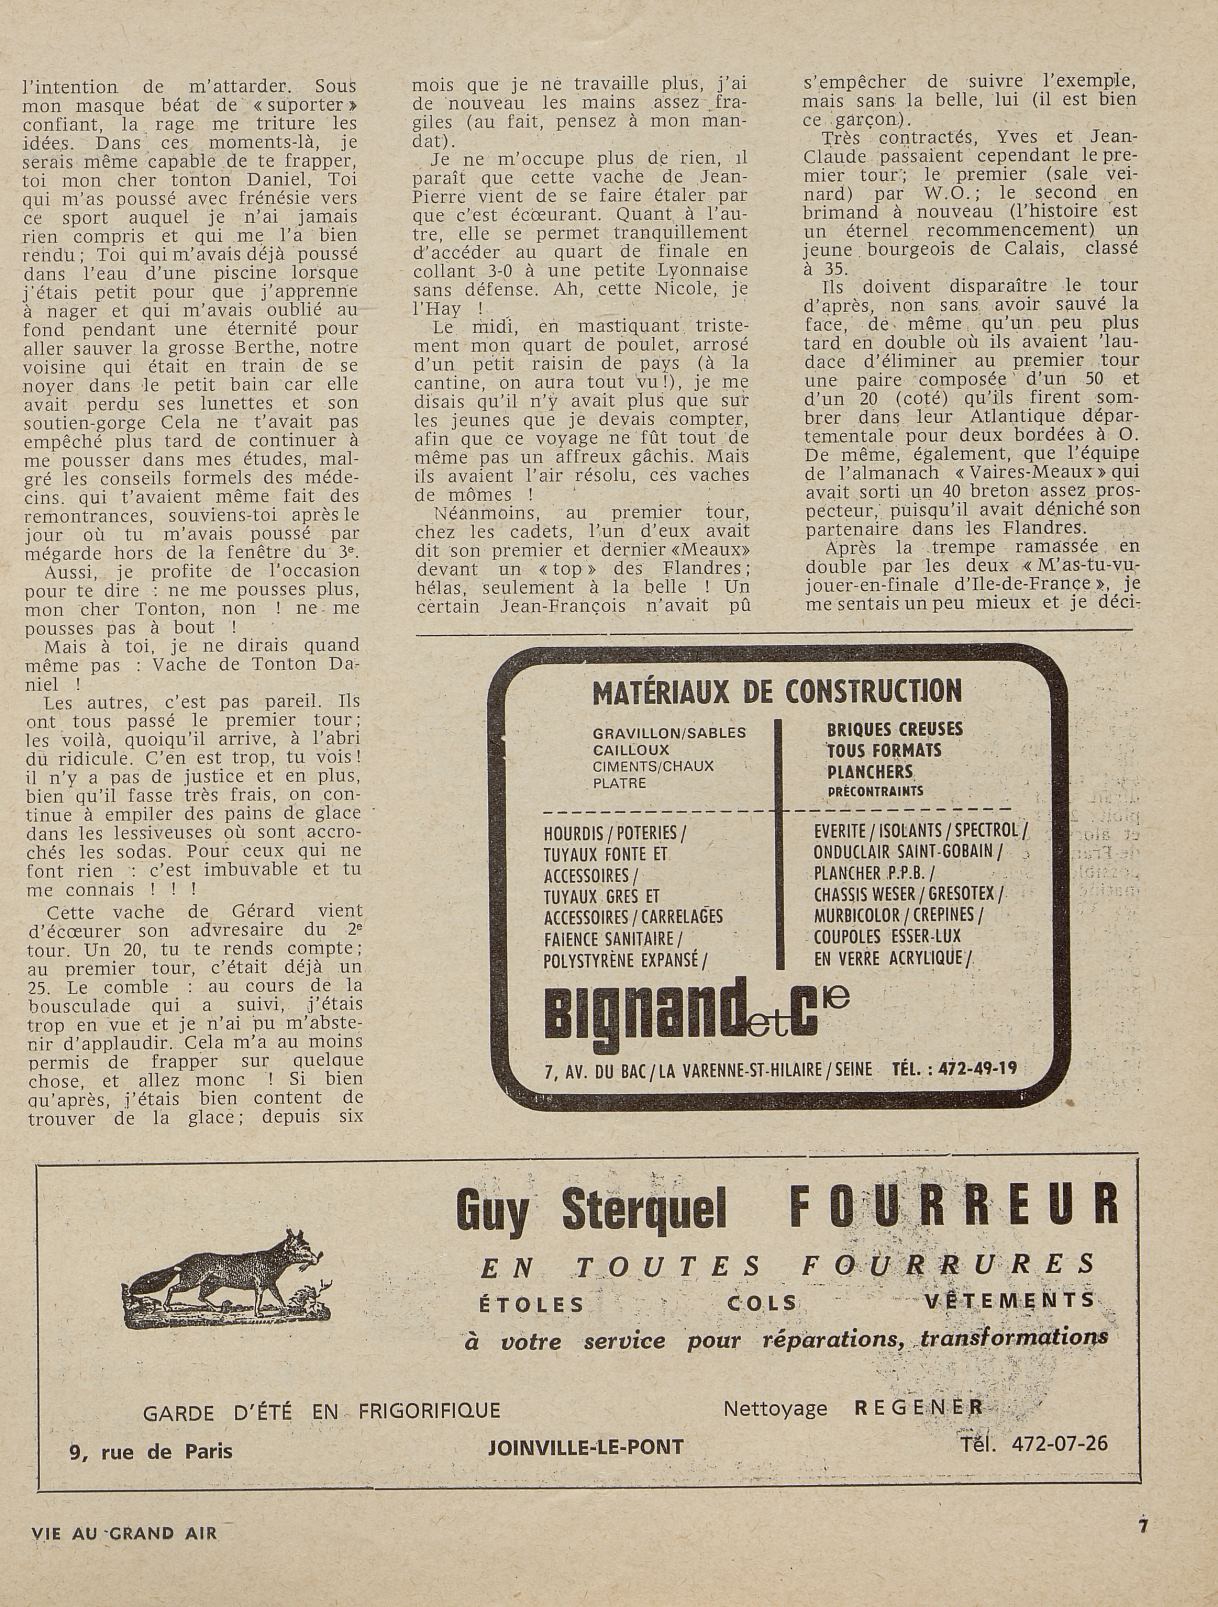 l'intention de m'attarder. Sous
mon masque béat de « suporter »
confiant, la rage me triture les
idées. Dans ces moments-là, je
serais même capable de te frapper,
toi mon cher tonton Daniel, Toi
qui m'as poussé avec frénésie vers
ce sport auquel je n'ai jamais
rien compris et qui me l'a bien
rendu ; Toi qui m'avais déjà poussé
dans l'eau d'une piscine lorsque
j'étais petit pour que j'apprenne
à nager et qui m'avais oublié au
fond pendant une éternité pour
aller sauver la grosse Berthe, notre
voisine qui était en train de se
noyer dans le petit bain car elle
avait perdu ses lunettes et son
soutien-gorge Cela ne t'avait pas
empêché plus tard de continuer à
me pousser dans mes études, mal-
gré les conseils formels des méde-
cins. qui t'avaient même fait des
remontrances, souviens-toi après le
jour où tu m'avais poussé par
mégarde hors de la fenêtre du 3e.
Aussi, je profite de l'occasion
pour te dire : ne me pousses plus,
mon cher Tonton, non ! ne me
pousses pas à bout !
Mais à toi, je ne dirais quand
même pas : Vache de Tonton Da-
niel !
Les autres, c'est pas pareil. Ils
ont tous passé le premier tour ;
les voilà, quoiqu'il arrive, à l'abri
du ridicule. C'en est trop, tu vois !
il n'y a pas de justice et en plus,
bien qu'il fasse très frais, on con-
tinue à empiler des pains de glace
dans les lessiveuses où sont accro-
chés les sodas. Pour ceux qui ne
font rien : c'est imbuvable et tu
me connais ! ! !
Cette vache de Gérard vient
d'écœurer son advresaire du 2e
tour. Un 20, tu te rends compte ;
au premier tour, c'était déjà un
25. Le comble : au cours de la
bousculade qui a suivi, j'étais
trop en vue et je n'ai pu m'abste-
nir d'applaudir. Cela m'a au moins
permis de frapper sur quelque
chose, et allez monc ! Si bien
qu'après, j'étais bien content de
trouver de la glace ; depuis six
mois que je ne travaille plus, j'ai
de nouveau les mains assez fra-
giles (au fait, pensez à mon man-
dat).
Je ne m'occupe plus de rien, il
paraît que cette vache de Jean-
Pierre vient de se faire étaler par
que c'est écœurant. Quant à l'au-
tre, elle se permet tranquillement
d'accéder au quart de finale en
collant 3-0 à une petite Lyonnaise
sans défense. Ah, cette Nicole, je
l'Hay !
Le midi, en mastiquant triste-
ment mon quart de poulet, arrosé
d'un petit raisin de pays (à la
cantine, on aura tout vu !), je me
disais qu'il n'y avait plus que sur
les jeunes que je devais compter,
afin que ce voyage ne fût tout de
même pas un affreux gâchis. Mais
ils avaient l'air résolu, ces vaches
de mômes !
Néanmoins, au premier tour,
chez les cadets, l'un d'eux avait
dit son premier et dernier «Meaux»
devant un « top » des Flandres ;
hélas, seulement à la belle ! Un
certain Jean-François n'avait pû
s'empêcher de suivre l'exemple,
mais sans la belle, lui (il est bien
ce garçon).
Très contractés, Yves et Jean-
Claude passaient cependant le pre-
mier tour ; le premier (sale vei-
nard) par W.O. ; le second en
brimand à nouveau (l'histoire est
un éternel recommencement) un
jeune bourgeois de Calais, classé
à 35.
Ils doivent disparaître le tour
d'après, non sans avoir sauvé la
face, de même qu'un peu plus
tard en double où ils avaient 'lau-
dace d'éliminer au premier tour
une paire composée d'un 50 et
d'un 20 (coté) qu'ils firent som-
brer dans leur Atlantique dépar-
tementale pour deux bordées à O.
De même, également, que l'équipe
de l'almanach « Vaires-Meaux » qui
avait sorti un 40 breton assez pros-
pecteur, puisqu'il avait déniché son
partenaire dans les Flandres.
Après la trempe ramassée en
double par les deux « M'as-tu-vu-
jouer-en-finale d'Ile-de-France », je
me sentais un peu mieux et je déci-
MATÉRIAUX DE CONSTRUCTION
GRAVILLON/SABLES
CAILLOUX
CIMENTS/CHAUX
PLATRE
BRIQUES CREUSES
TOUS FORMATS
PLANCHERS
PRÉCONTRAINTS
HOURDIS / POTERIES /
TUYAUX FONTE ET
ACCESSOIRES /
TUYAUX GRES ET
ACCESSOIRES / CARRELAGES
FAIENCE SANITAIRE /
POLYSTYRÈNE EXPANSÉ /
EVERITE / ISOLANTS / SPECTROL /
ONDUCLAIR SAINT-GOBAIN /
PLANCHER P.P.B. /
CHASSIS WESER / GRESOTEX /
MURBICOLOR / CREPINES /
COUPOLES ESSER-LUX
EN VERRE ACRYLIQUE /
Bignand et Cie
7, AV. DU BAC / LA VARENNE-ST-HILAIRE / SEINE TÉL. : 472-49-19
Guy Sterquel FOURREUR
EN TOUTES FOURRURES
ÉTOLES COLS VÊTEMENTS
à votre service pour réparations, transformations
GARDE D'ÉTÉ EN FRIGORIFIQUE Nettoyage REGENER
9, rue de Paris JOINVILLE-LE-PONT Tél. 472-07-26
VIE AU GRAND AIR 7